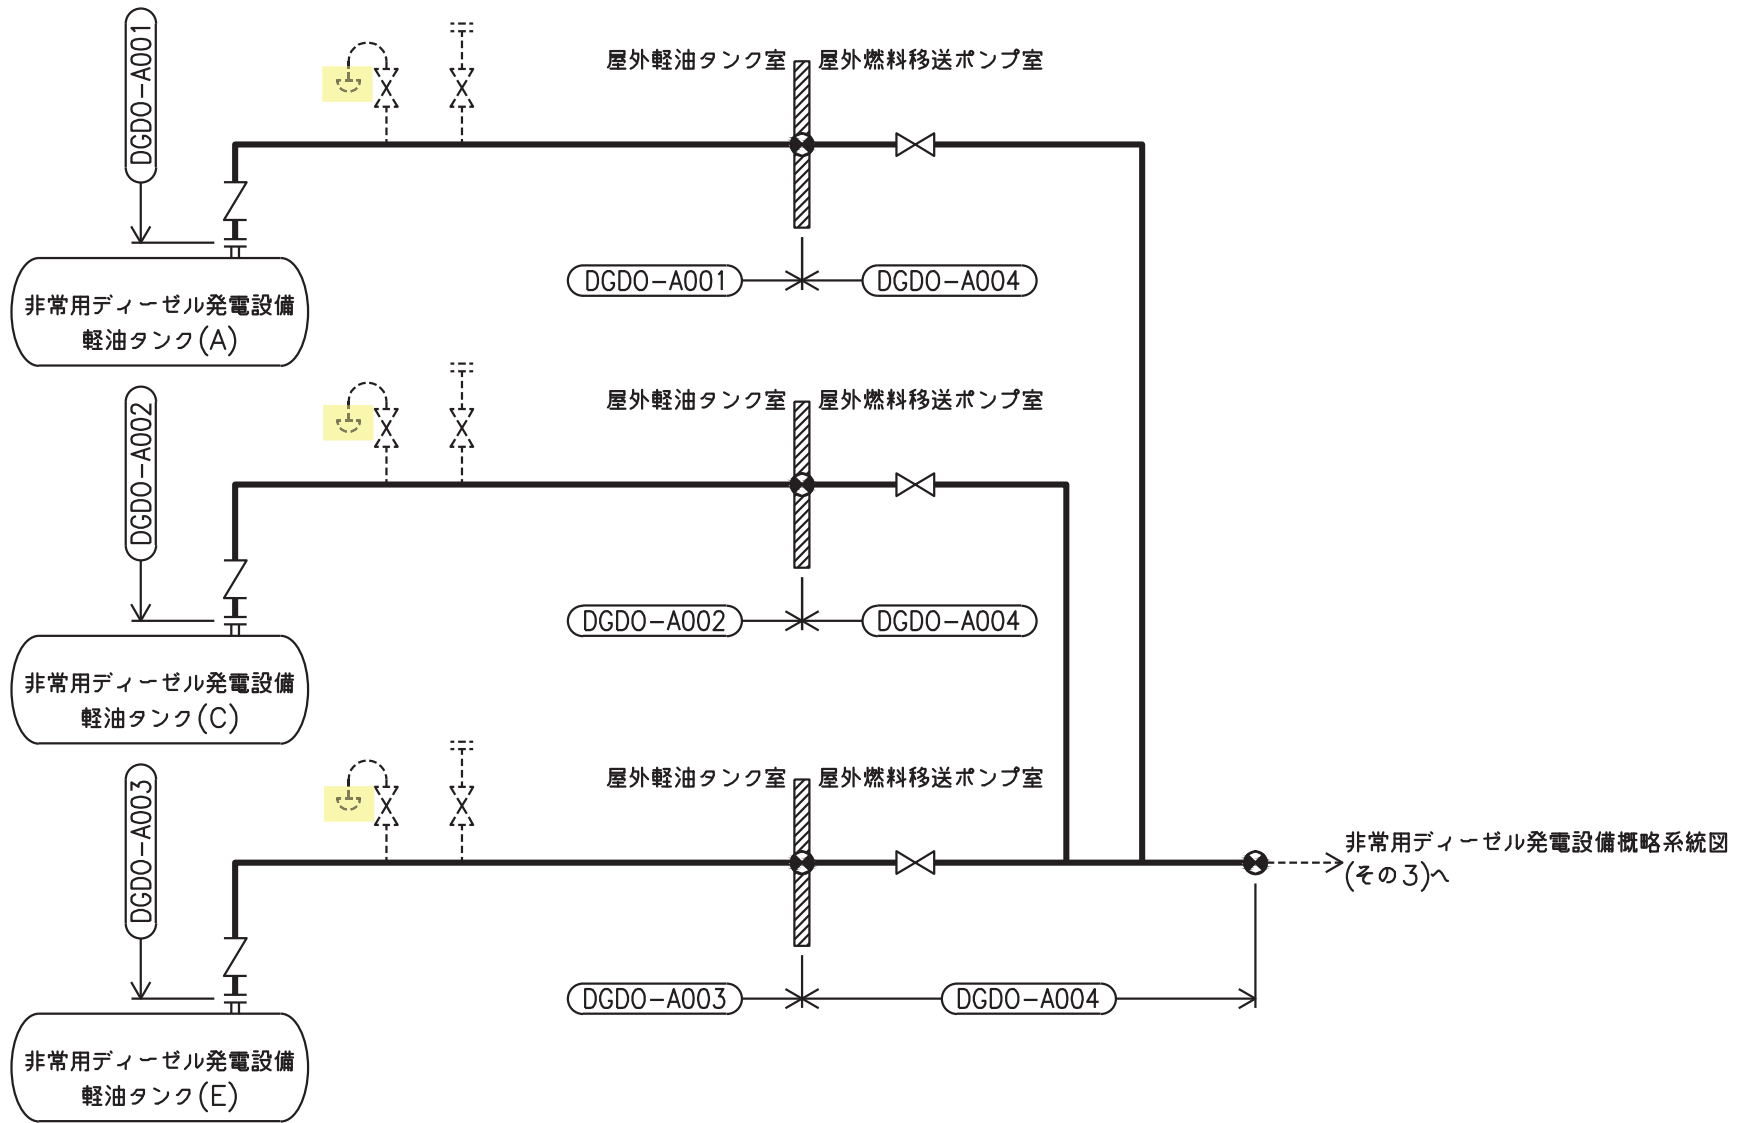 DGDO-A001
屋外軽油タンク室
屋外燃料移送ポンプ室
DGDO-A001
DGDO-A004
非常用ディーゼル発電設備
軽油タンク(A)
DGDO-A002
屋外軽油タンク室
屋外燃料移送ポンプ室
DGDO-A002
DGDO-A004
非常用ディーゼル発電設備
軽油タンク(C)
DGDO-A003
屋外軽油タンク室
屋外燃料移送ポンプ室
非常用ディーゼル発電設備概略系統図
(その3)へ
DGDO-A003
DGDO-A004
非常用ディーゼル発電設備
軽油タンク(E)